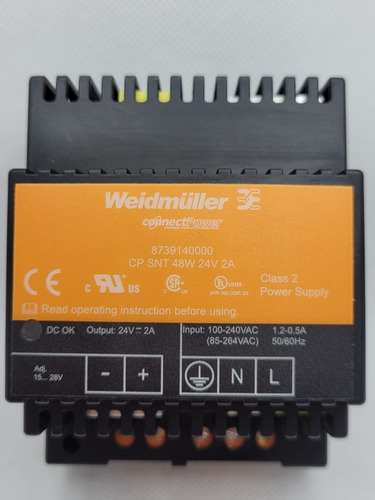 Weidmüller
connectPower
8739140000
CP SNT 48W 24V 2A
CE
c RU us
Class 2
Power Supply
Read operating instruction before using.
DC OK
Output: 24V ⎓ 2A
Input: 100-240VAC
(85-264VAC)
1.2-0.5A
50/60Hz
Adj.
15... 28V
- + N L